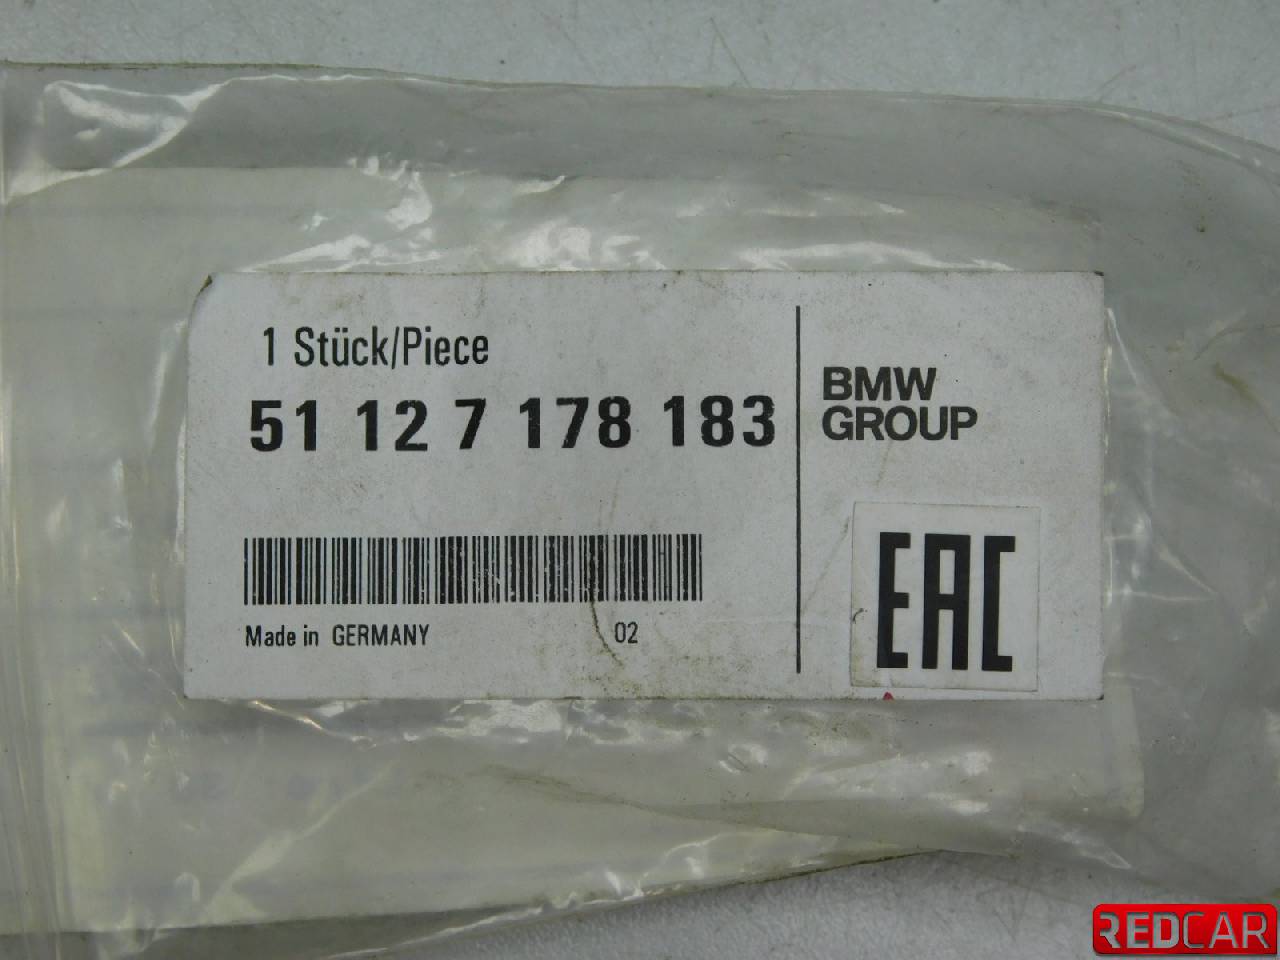 1 Stück/Piece
51 12 7 178 183
Made in GERMANY 02
BMW
GROUP
EAC
REDCAR